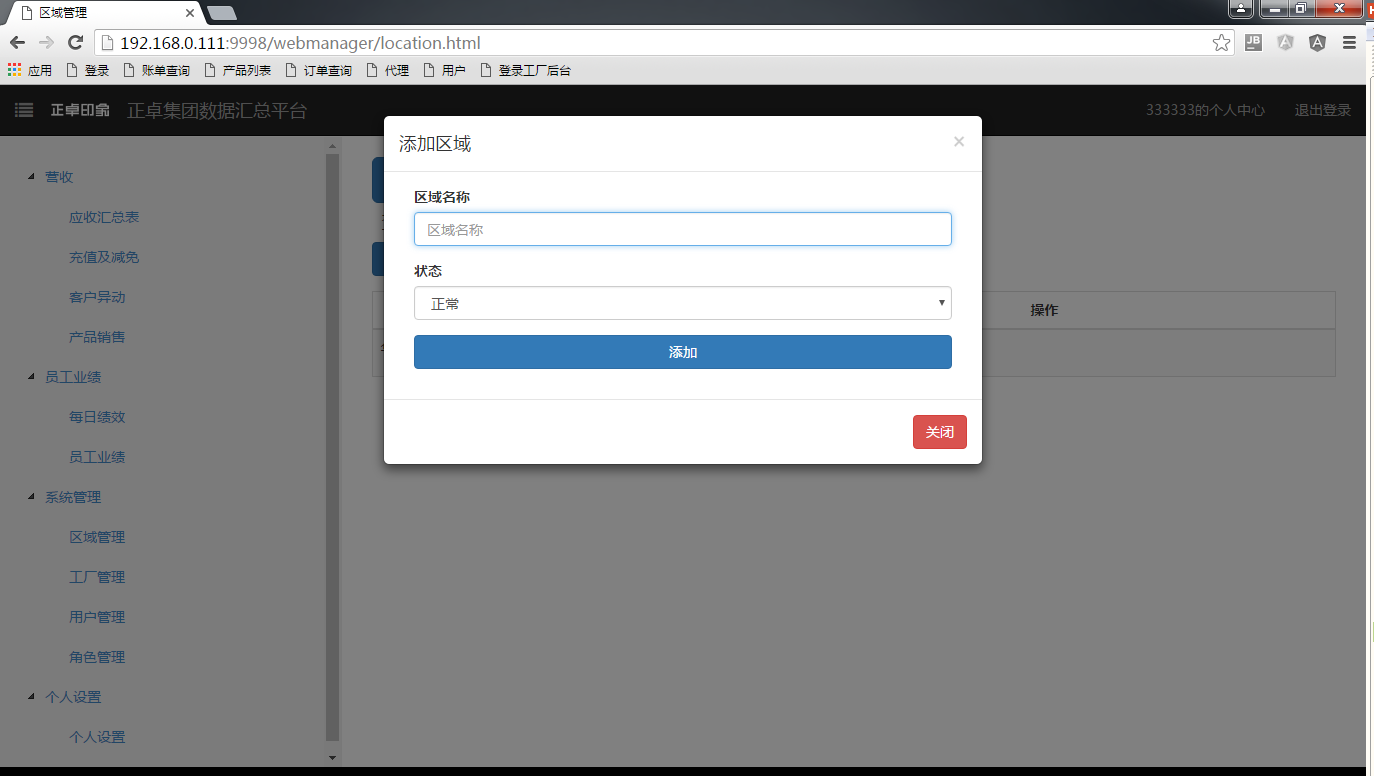 区域管理
192.168.0.111:9998/webmanager/location.html
JB
应用 登录 账单查询 产品列表 订单查询 代理 用户 登录工厂后台
正卓印象 正卓集团数据汇总平台 333333的个人中心 退出登录
添加区域 ×
区域名称
区域名称
状态
正常
添加
关闭
操作
营收
应收汇总表
充值及减免
客户异动
产品销售
员工业绩
每日绩效
员工业绩
系统管理
区域管理
工厂管理
用户管理
角色管理
个人设置
个人设置